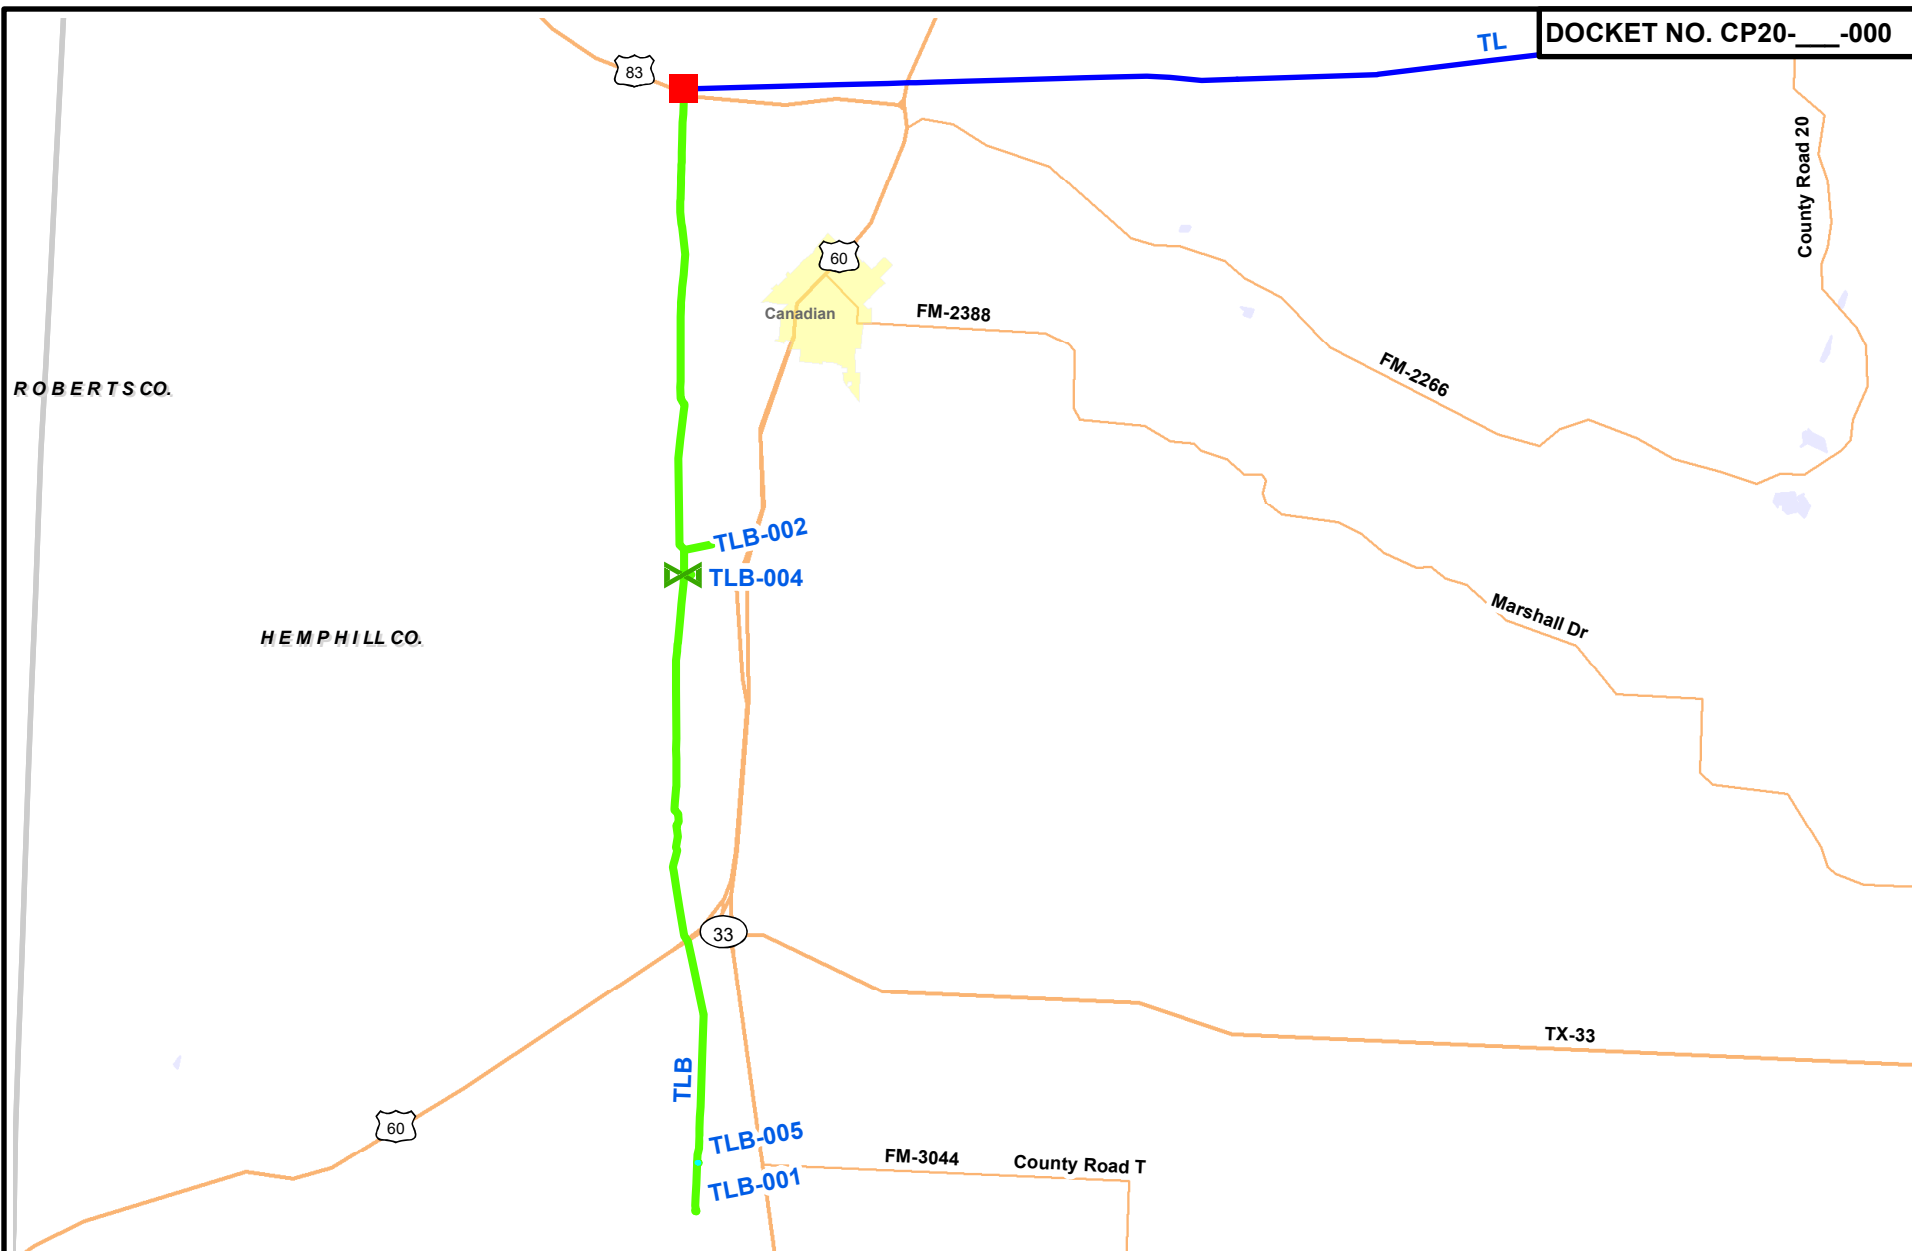 DOCKET NO. CP20-___-000
TL
83
County Road 20
60
Canadian
FM-2388
FM-2266
ROBERTS CO.
TLB-002
TLB-004
Marshall Dr
HEMPHILL CO.
33
TX-33
TLB
60
TLB-005
FM-3044
County Road T
TLB-001